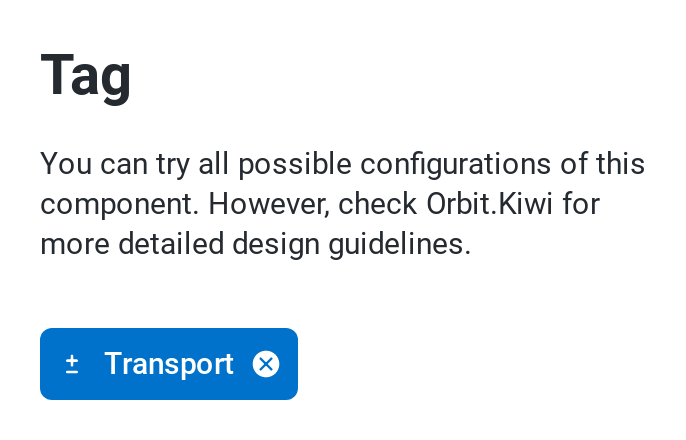 Tag
You can try all possible configurations of this
component. However, check Orbit.Kiwi for
more detailed design guidelines.
Transport